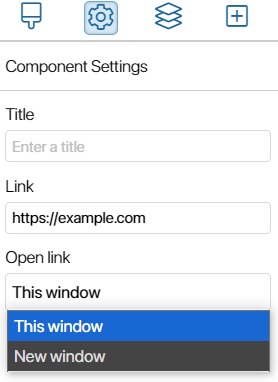 Component Settings
Title
Enter a title
Link
https://example.com
Open link
This window
This window
New window